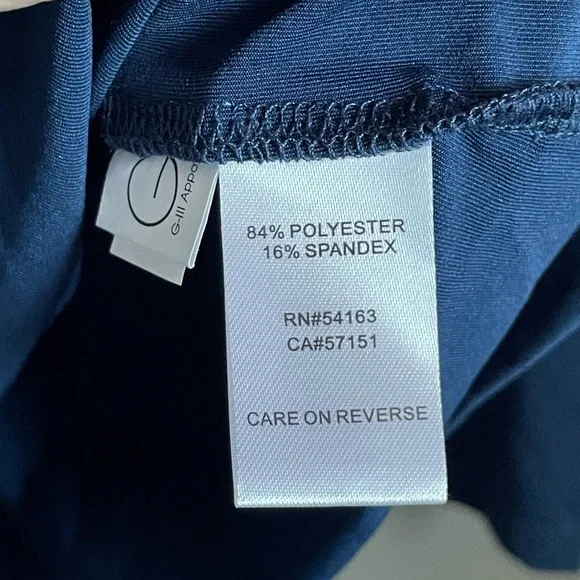 G
G-III Appa
84% POLYESTER
16% SPANDEX
RN#54163
CA#57151
CARE ON REVERSE